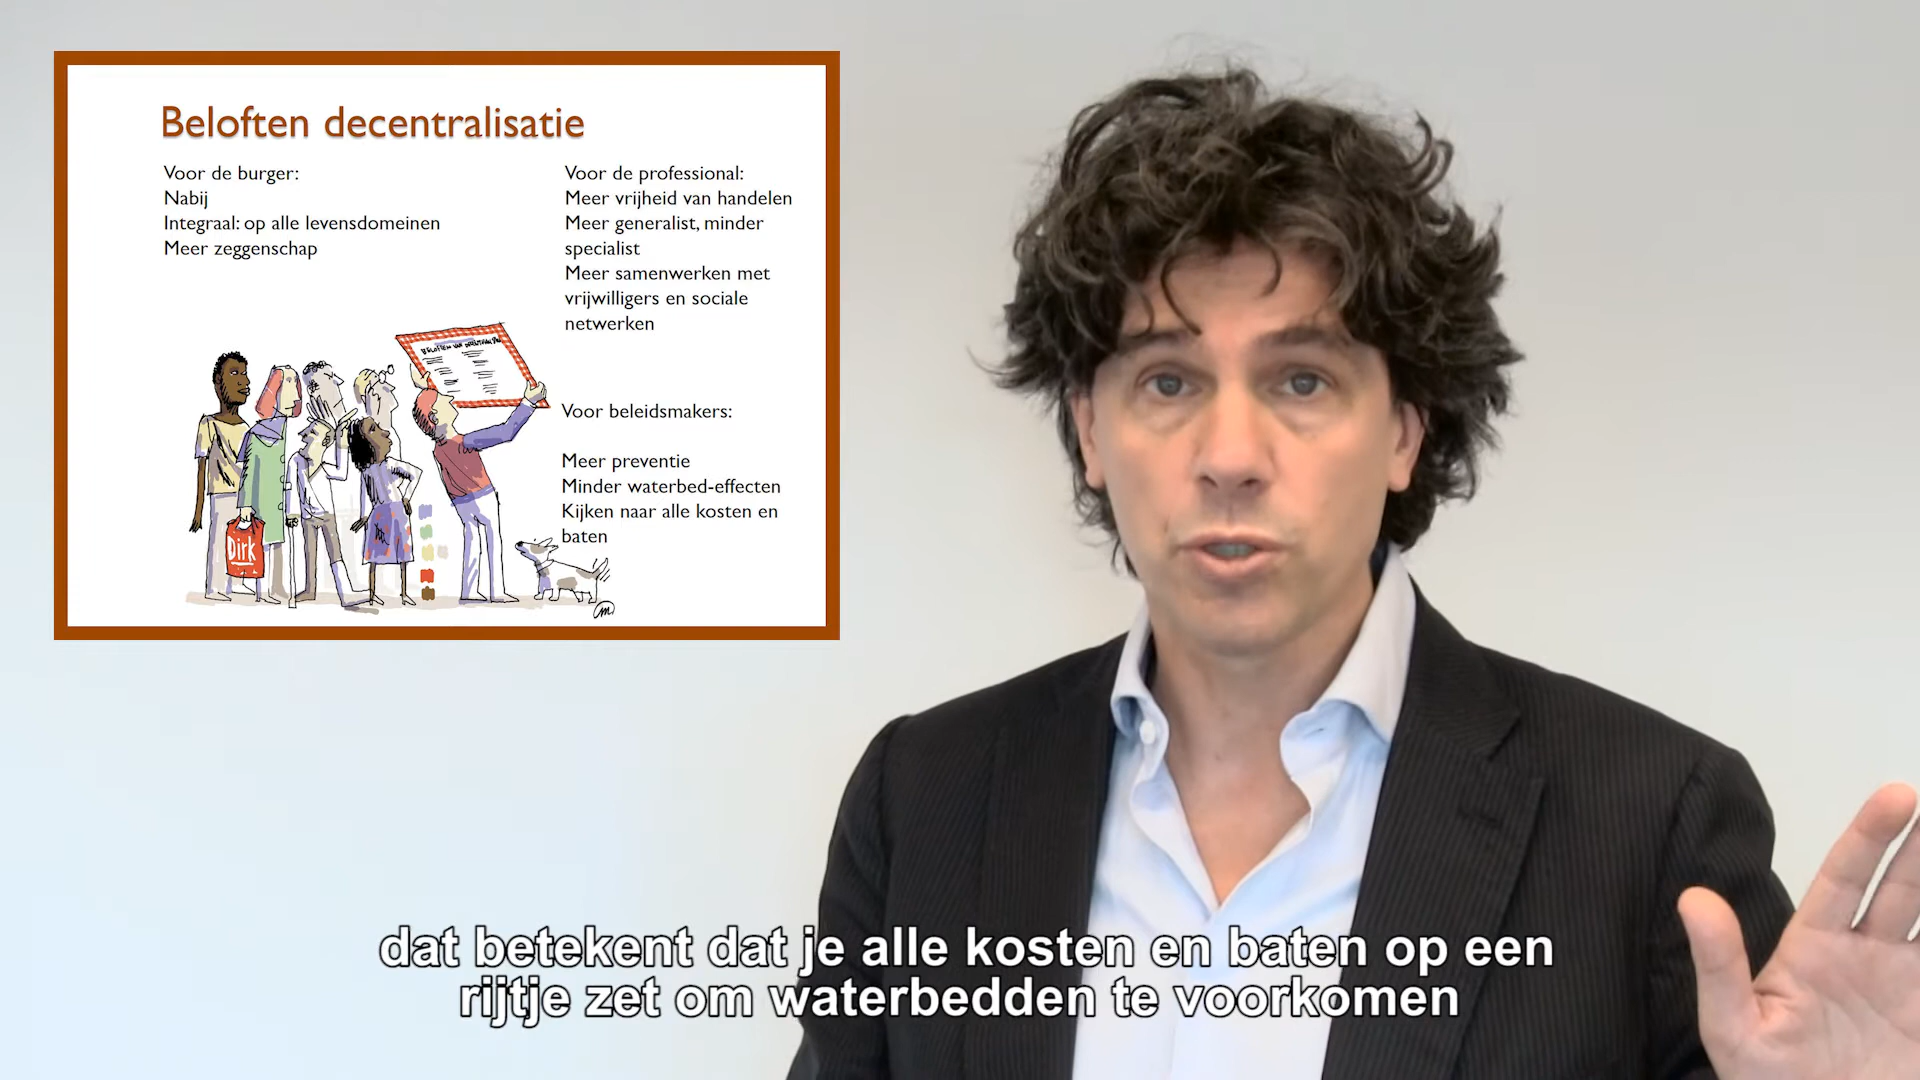 Beloften decentralisatie
Voor de burger:
Nabij
Integraal: op alle levensdomeinen
Meer zeggenschap
Voor de professional:
Meer vrijheid van handelen
Meer generalist, minder
specialist
Meer samenwerken met
vrijwilligers en sociale
netwerken
Voor beleidsmakers:
Meer preventie
Minder waterbed-effecten
Kijken naar alle kosten en
baten
Dirk
dat betekent dat je alle kosten en baten op een
rijtje zet om waterbedden te voorkomen